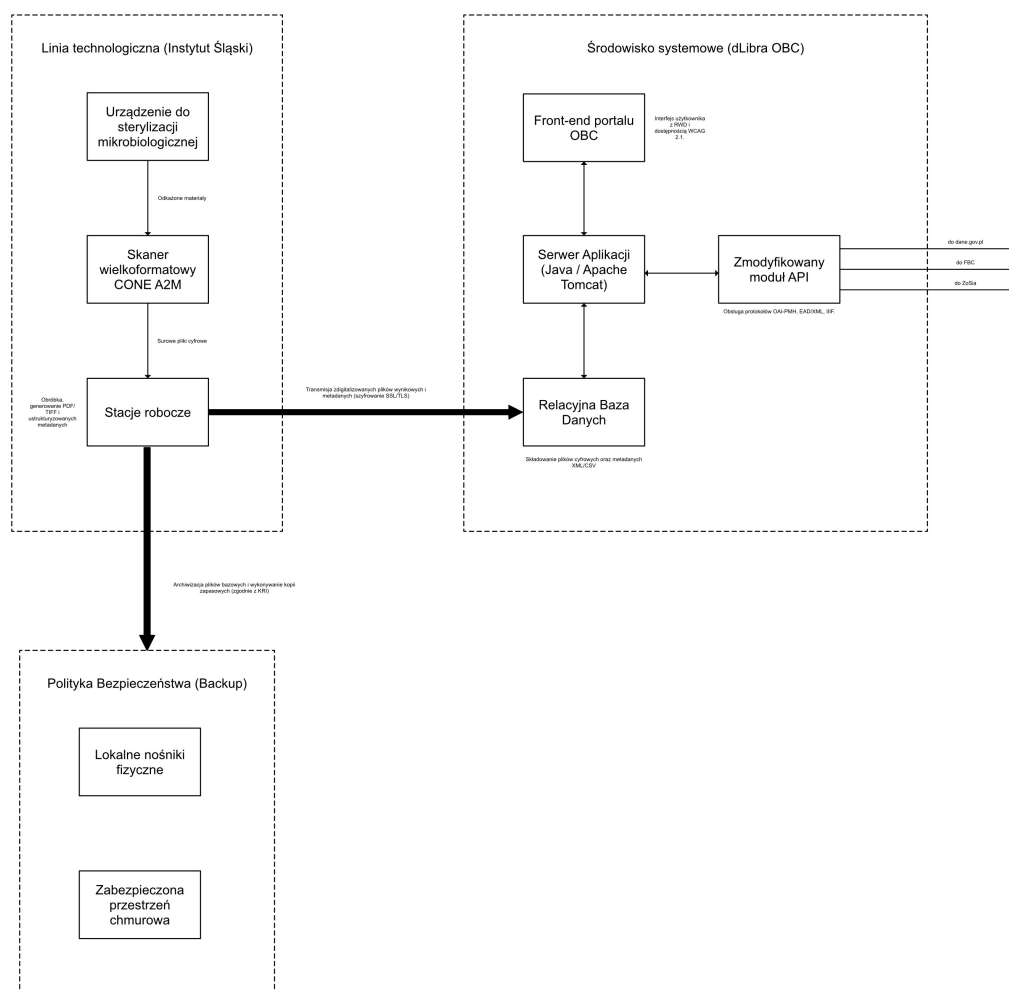 Linia technologiczna (Instytut Śląski)
Urządzenie do
sterylizacji
mikrobiologicznej
Odkażone materiały
Skaner
wielkoformatowy
CONE A2M
Surowe pliki cyfrowe
Obróbka,
generowanie PDF/
TIFF i
ustrukturyzowanych
metadanych
Stacje robocze
Transmisja zdigitalizowanych plików wynikowych i
metadanych (szyfrowanie SSL/TLS)
Archiwizacja plików bazowych i wykonywanie kopii
zapasowych (zgodnie z KRI)
Środowisko systemowe (dLibra OBC)
Front-end portalu
OBC
Interfejs użytkownika
z RWD i
dostępnością WCAG
2.1.
Serwer Aplikacji
(Java / Apache
Tomcat)
Zmodyfikowany
moduł API
Obsługa protokołów OAI-PMH, EAD/XML, IIIF.
do dane.gov.pl
do FBC
do ZoSia
Relacyjna Baza
Danych
Składowanie plików cyfrowych oraz metadanych
XML/CSV
Polityka Bezpieczeństwa (Backup)
Lokalne nośniki
fizyczne
Zabezpieczona
przestrzeń
chmurowa